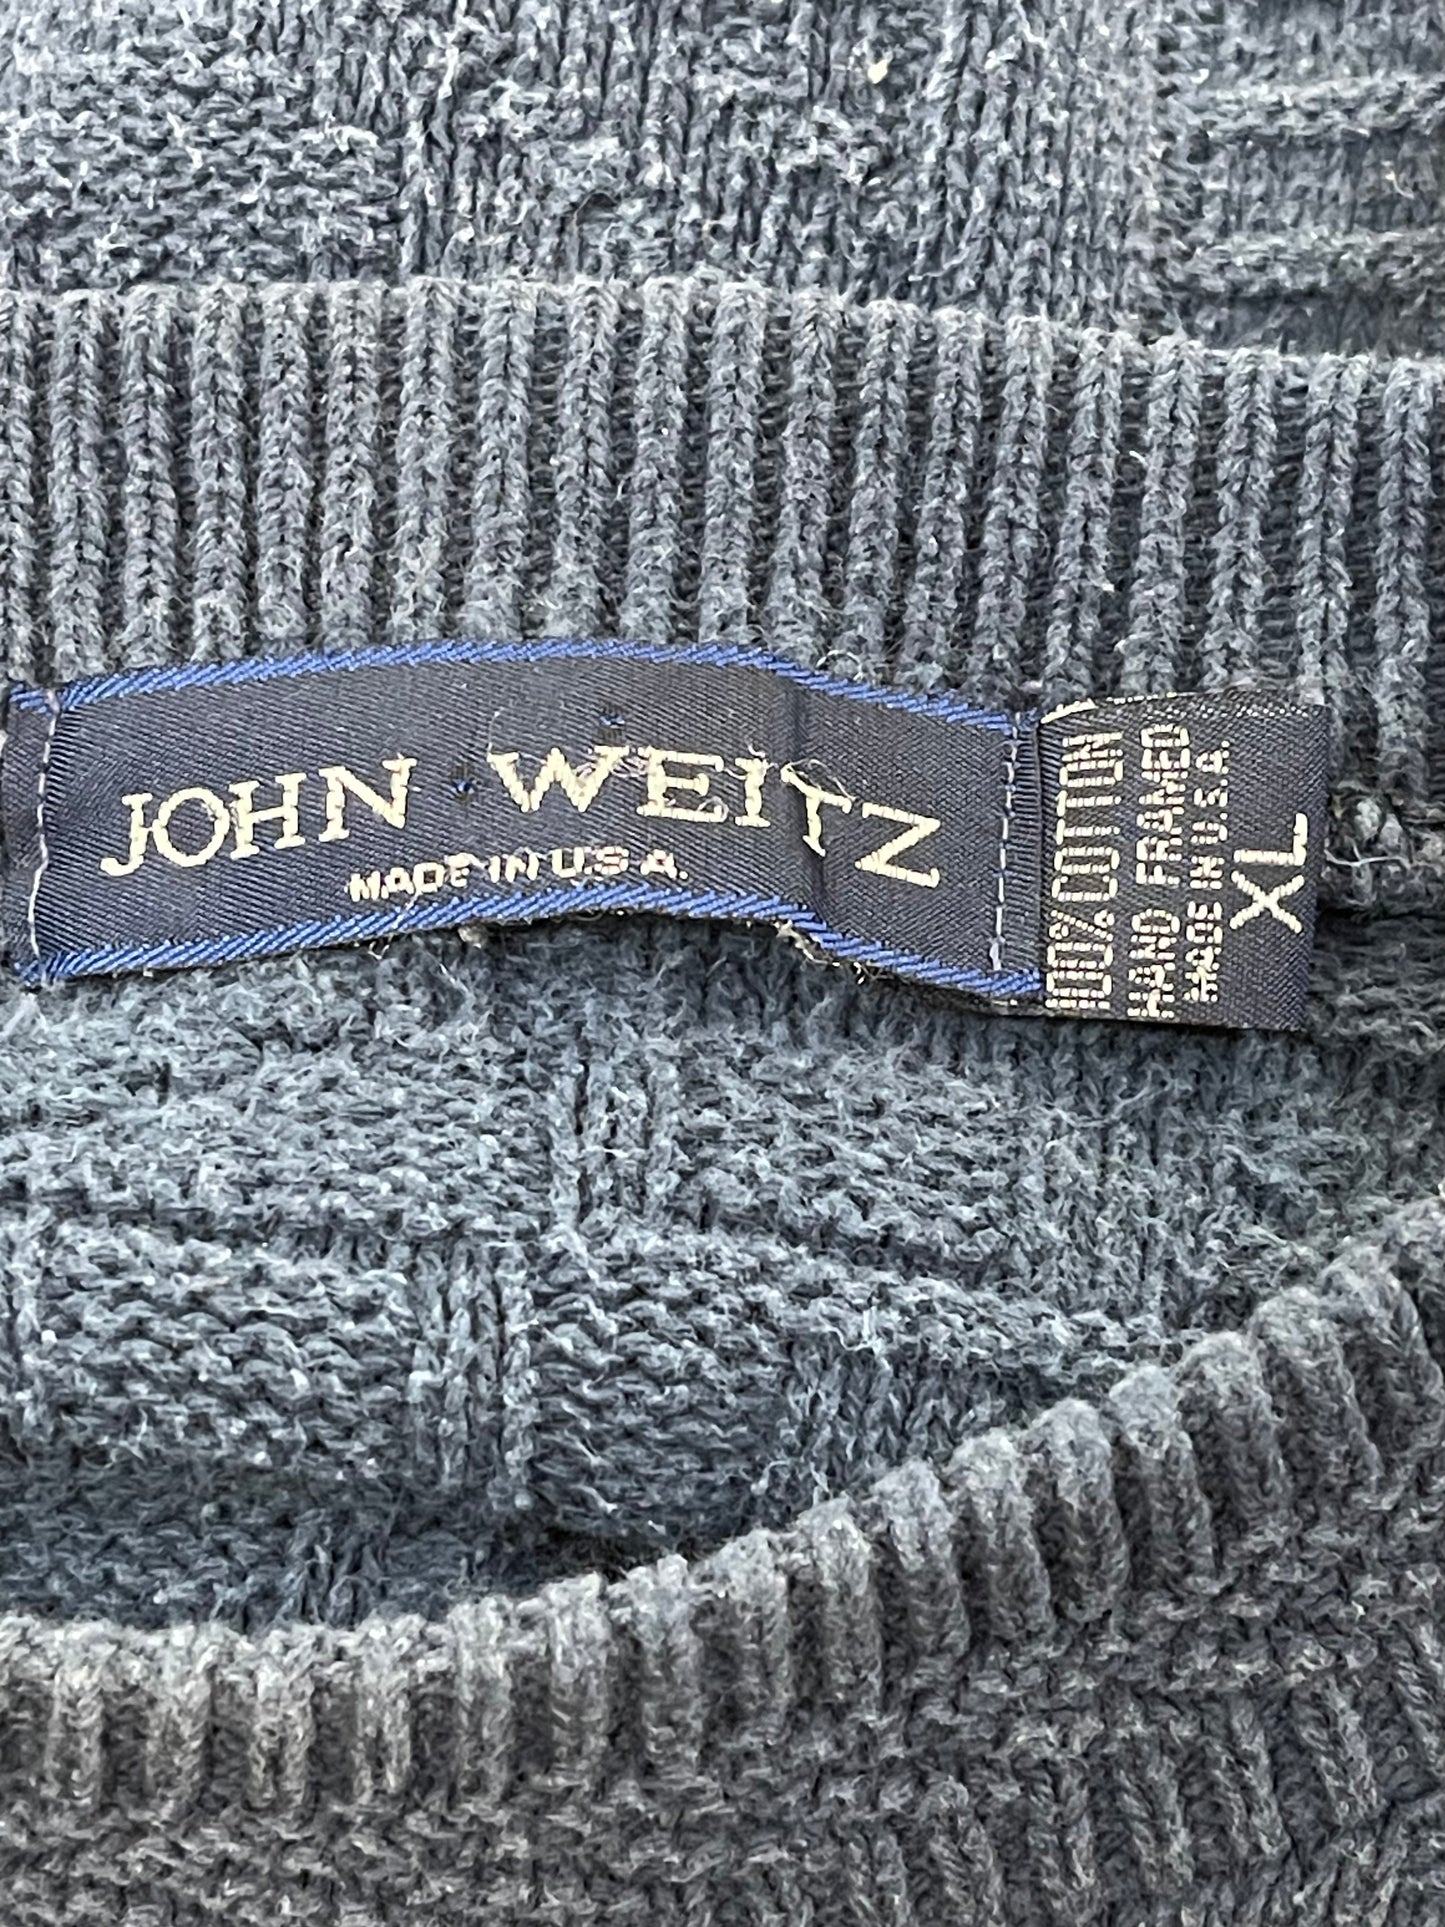 JOHN WEITZ
MADE IN U.S.A.
100% COTTON
HAND FRAMED
MADE IN U.S.A.
XL